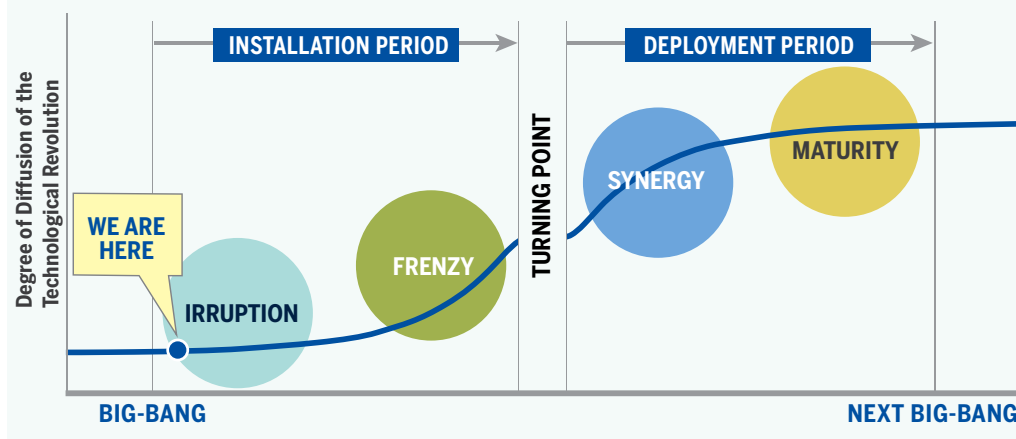 INSTALLATION PERIOD
DEPLOYMENT PERIOD
Degree of Diffusion of the
Technological Revolution
WE ARE
HERE
IRRUPTION
FRENZY
TURNING POINT
SYNERGY
MATURITY
BIG-BANG
NEXT BIG-BANG